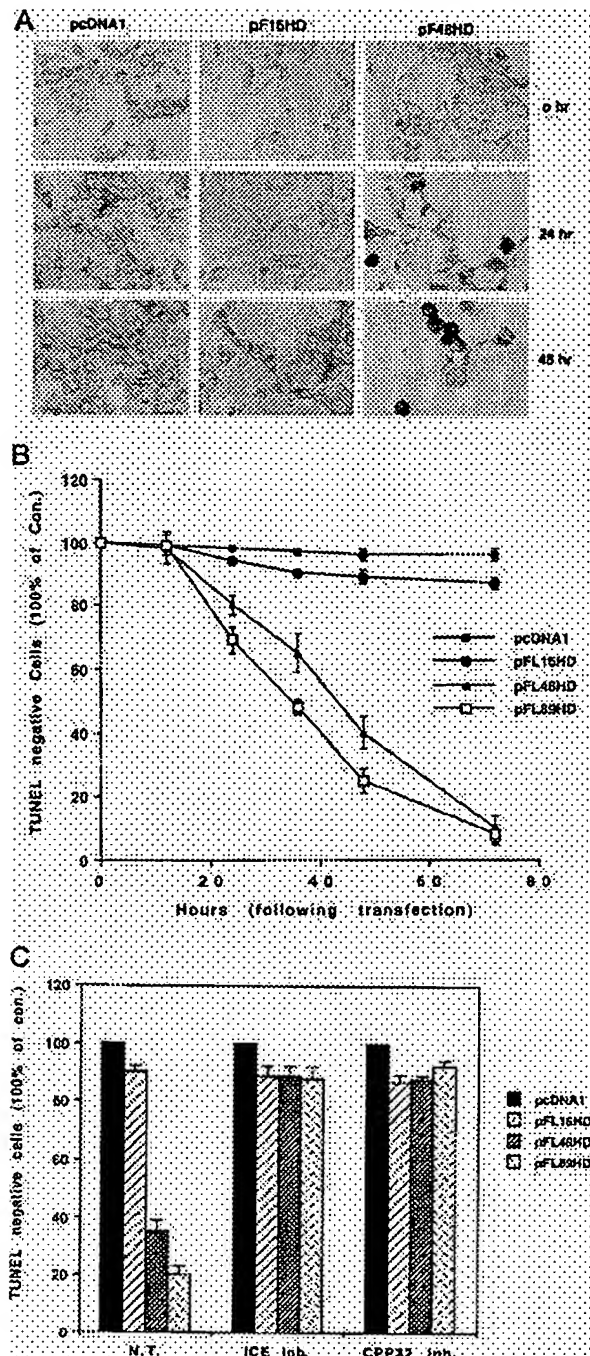 A
pcDNA1 pF15HD pF48HD
0 hr
24 hr
48 hr
B
TUNEL negative Cells (100% of Con.)
120
100
80
60
40
20
0
0 20 40 60 80
Hours (following transfection)
pcDNA1
pFL15HD
pFL48HD
pFL89HD
C
TUNEL negative cells (100% of con.)
120
100
80
60
40
20
0
N.T. ICE Inh. CPP32 Inh.
pcDNA1
pFL15HD
pFL48HD
pFL89HD